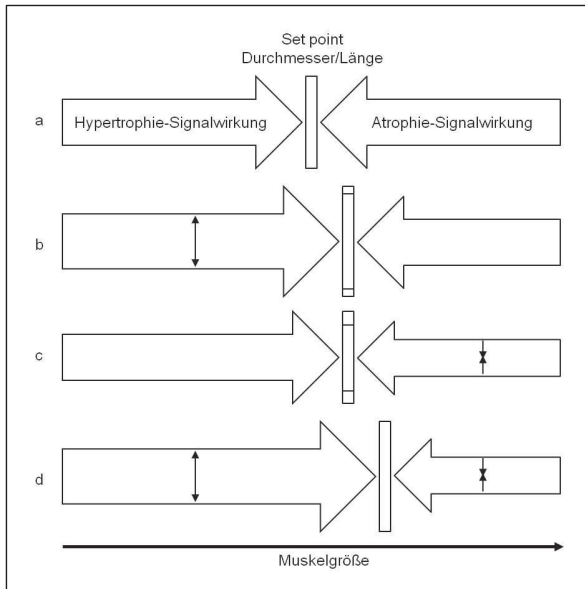 Set point
Durchmesser/Länge
a
Hypertrophie-Signalwirkung
Atrophie-Signalwirkung
b
c
d
Muskelgröße